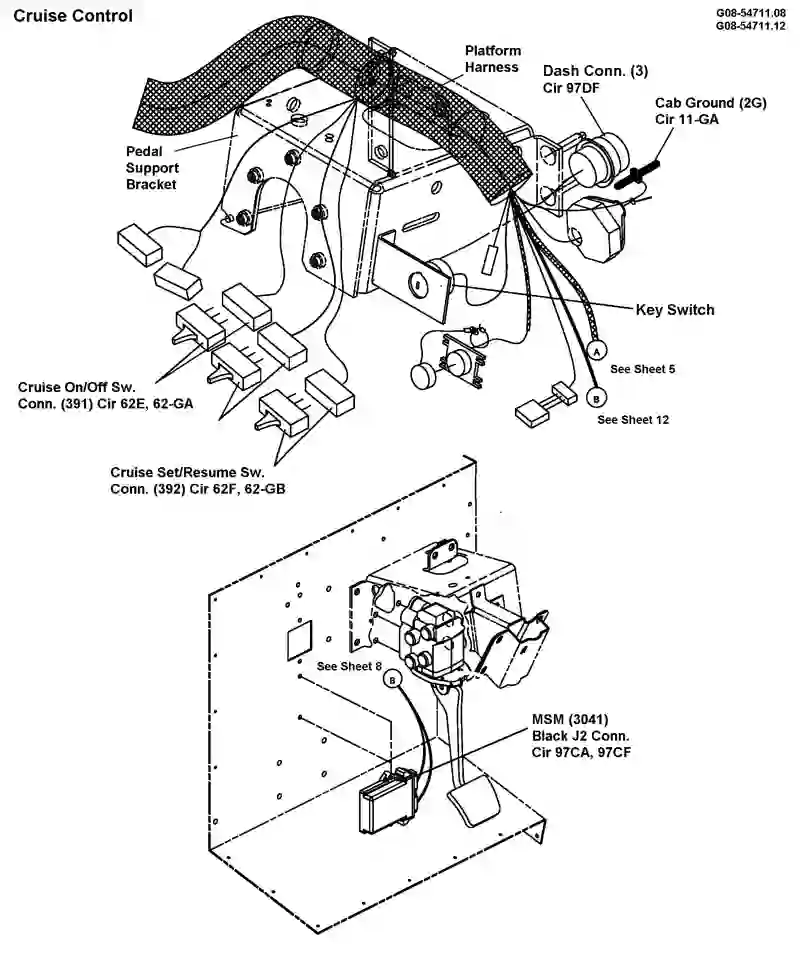 Cruise Control
G08-54711.08
G08-54711.12
Platform
Harness
Dash Conn. (3)
Cir 97DF
Cab Ground (2G)
Cir 11-GA
Pedal
Support
Bracket
Key Switch
A
See Sheet 5
B
See Sheet 12
Cruise On/Off Sw.
Conn. (391) Cir 62E, 62-GA
Cruise Set/Resume Sw.
Conn. (392) Cir 62F, 62-GB
See Sheet 8
B
MSM (3041)
Black J2 Conn.
Cir 97CA, 97CF